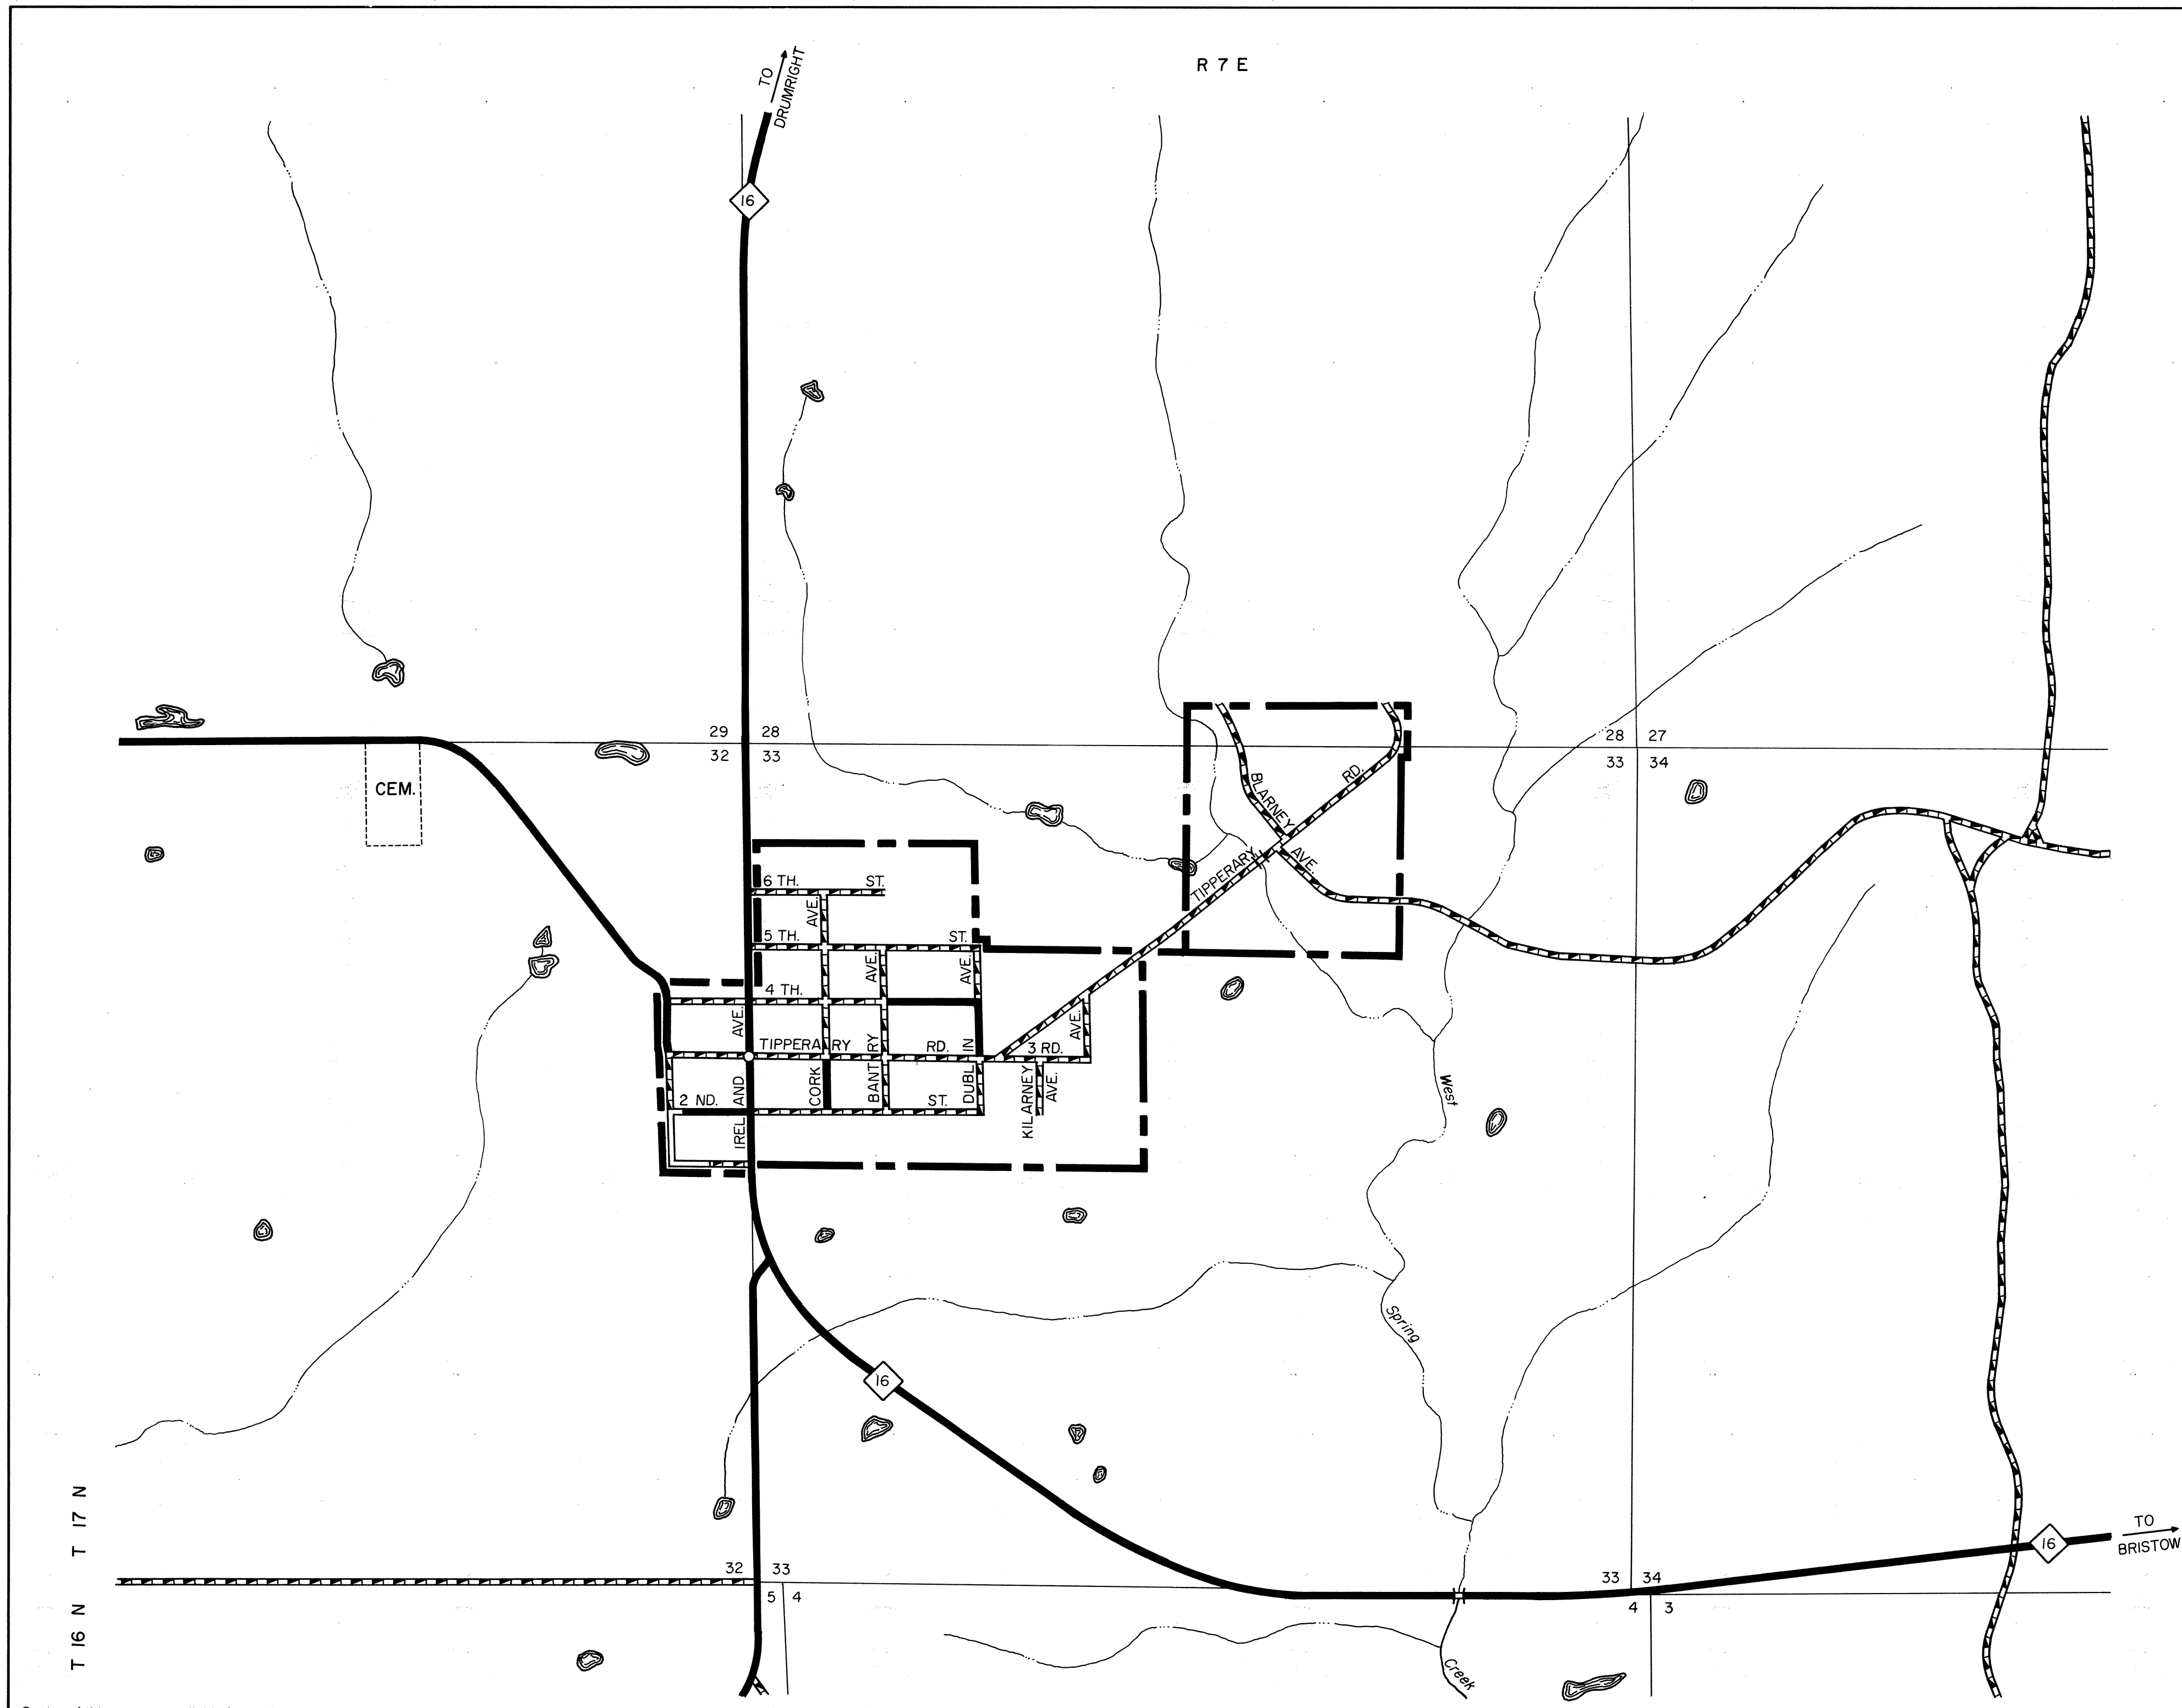 R 7 E
TO
DRUMRIGHT
16
29 28
32 33
28 27
33 34
CEM.
BLARNEY
AVE.
TIPPERARY
RD.
6 TH. ST.
AVE.
5 TH. ST.
AVE.
AVE.
4 TH.
AVE.
AVE.
TIPPERARY RD.
3 RD.
IRELAND
CORK
BANTRY
DUBLIN
KILARNEY
AVE.
2 ND. ST.
West
Spring
Creek
16
16
TO
BRISTOW
T 17 N
T 16 N
32 33
5 4
33 34
4 3